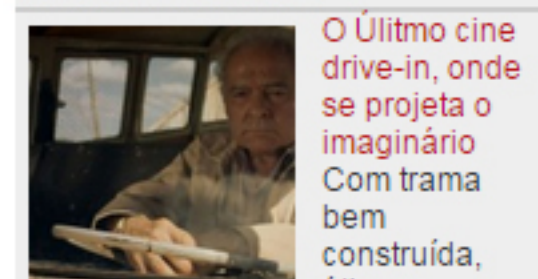 O Úlitmo cine
drive-in, onde
se projeta o
imaginário
Com trama
bem
construída,